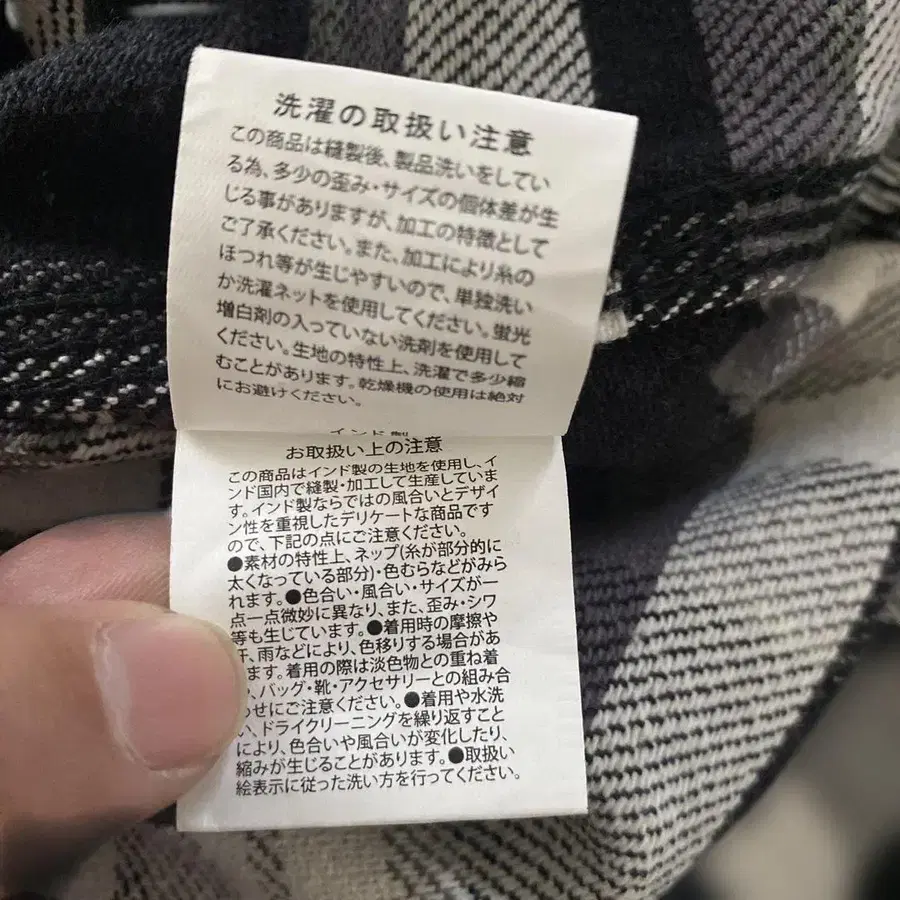 洗濯の取扱い注意
この商品は縫製後、製品洗いをしてい
る為、多少の歪み・サイズの個体差が生
じる事がありますが、加工の特徴として
ご了承ください。また、加工により糸の
ほつれ等が生じやすいので、単独洗い
か洗濯ネットを使用してください。蛍光
増白剤の入っていない洗剤を使用して
ください。生地の特性上、洗濯で多少縮
むことがあります。乾燥機の使用は絶対
にお避けください。
インド製
お取扱い上の注意
この商品はインド製の生地を使用し、イ
ンド国内で縫製・加工して生産していま
す。インド製ならではの風合いとデザイ
ン性を重視したデリケートな商品です
ので、下記の点にご注意ください。
●素材の特性上、ネップ(糸が部分的に
太くなっている部分)・色むらなどがみら
れます。●色合い・風合い・サイズが一
点一点微妙に異なり、また、歪み・シワ
等も生じています。●着用時の摩擦や
汗、雨などにより、色移りする場合があ
ます。着用の際は淡色物との重ね着
、バッグ・靴・アクセサリーとの組み合
わせにご注意ください。●着用や水洗
い、ドライクリーニングを繰り返すこと
により、色合いや風合いが変化したり、
縮みが生じることがあります。●取扱い
絵表示に従った洗い方を行ってください。